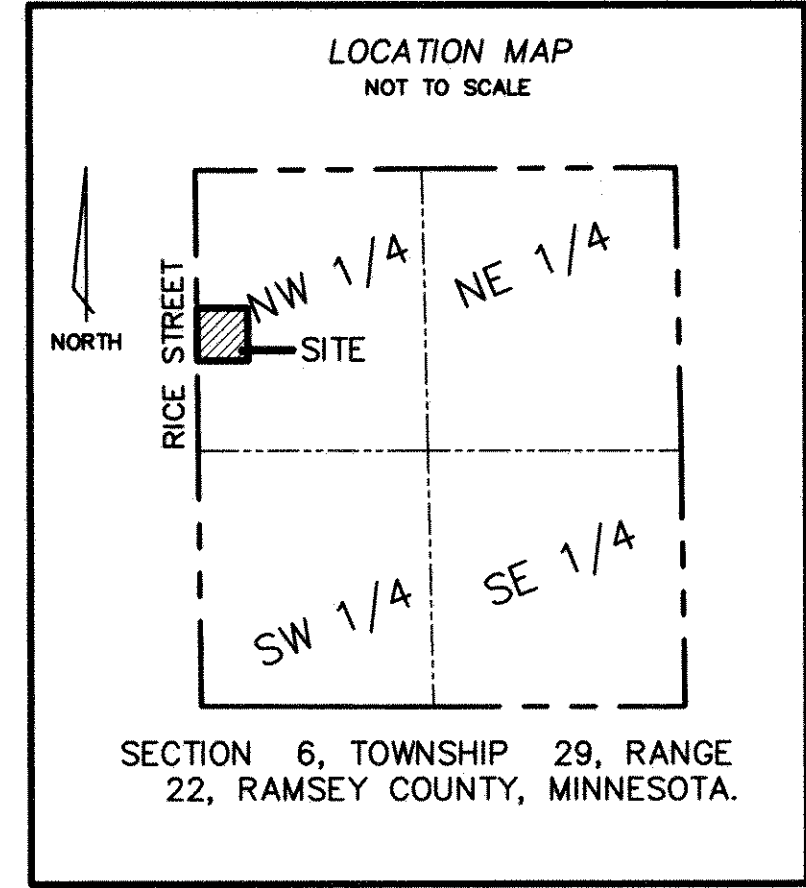 LOCATION MAP
NOT TO SCALE
NW 1/4
NE 1/4
RICE STREET
NORTH
SITE
SW 1/4
SE 1/4
SECTION 6, TOWNSHIP 29, RANGE
22, RAMSEY COUNTY, MINNESOTA.